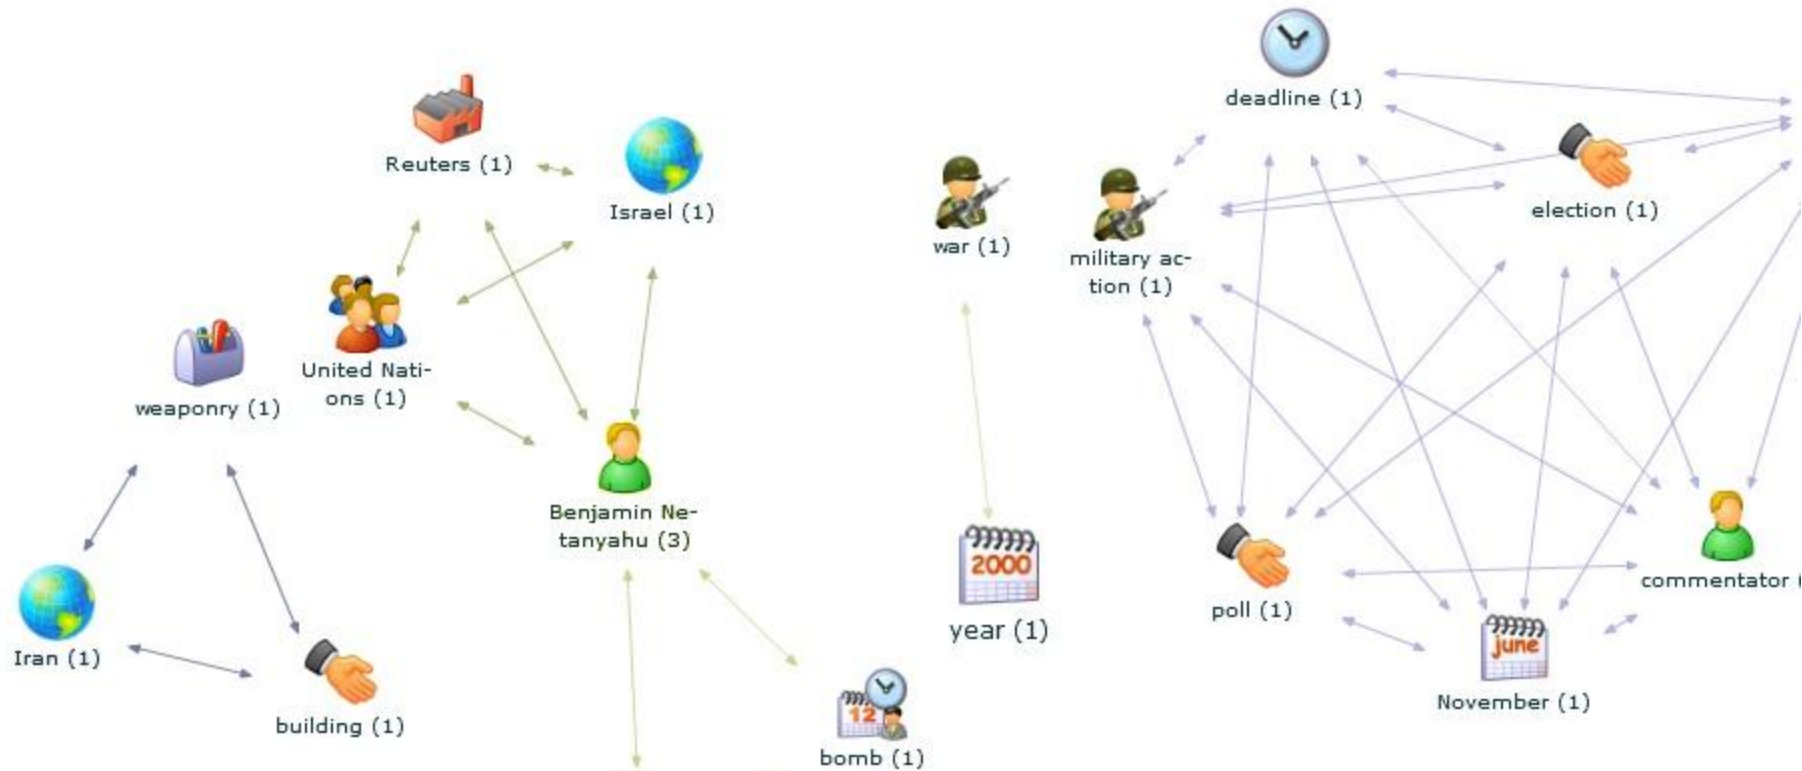 deadline (1)
Reuters (1)
Israel (1)
election (1)
war (1)
military ac-
tion (1)
United Nati-
ons (1)
weaponry (1)
Benjamin Ne-
tanyahu (3)
2000
year (1)
poll (1)
commentator (
june
November (1)
Iran (1)
building (1)
12
bomb (1)